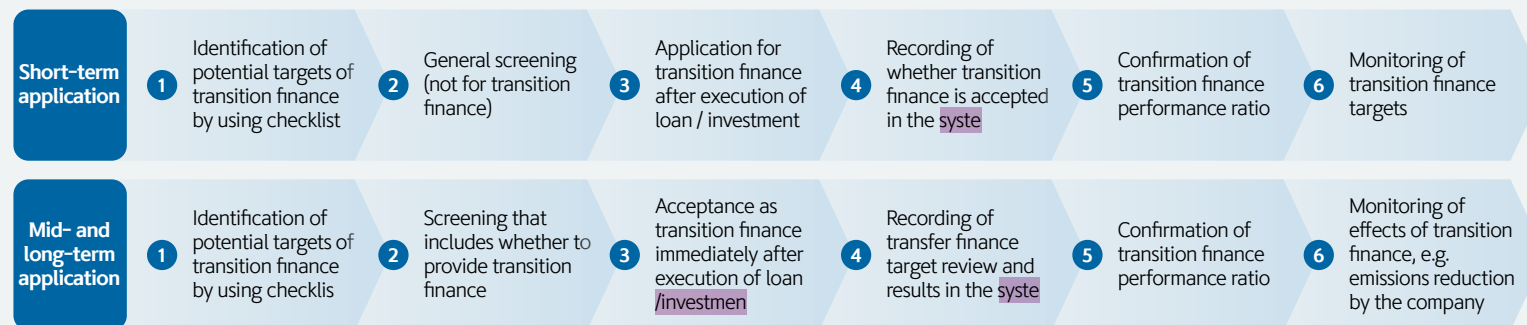 Short-term
application
1
Identification of
potential targets of
transition finance
by using checklist
2
General screening
(not for transition
finance)
3
Application for
transition finance
after execution of
loan / investment
4
Recording of
whether transition
finance is accepted
in the syste
5
Confirmation of
transition finance
performance ratio
6
Monitoring of
transition finance
targets
Mid- and
long-term
application
1
Identification of
potential targets of
transition finance
by using checklis
2
Screening that
includes whether to
provide transition
finance
3
Acceptance as
transition finance
immediately after
execution of loan
/investmen
4
Recording of
transfer finance
target review and
results in the syste
5
Confirmation of
transition finance
performance ratio
6
Monitoring of
effects of transition
finance, e.g.
emissions reduction
by the company